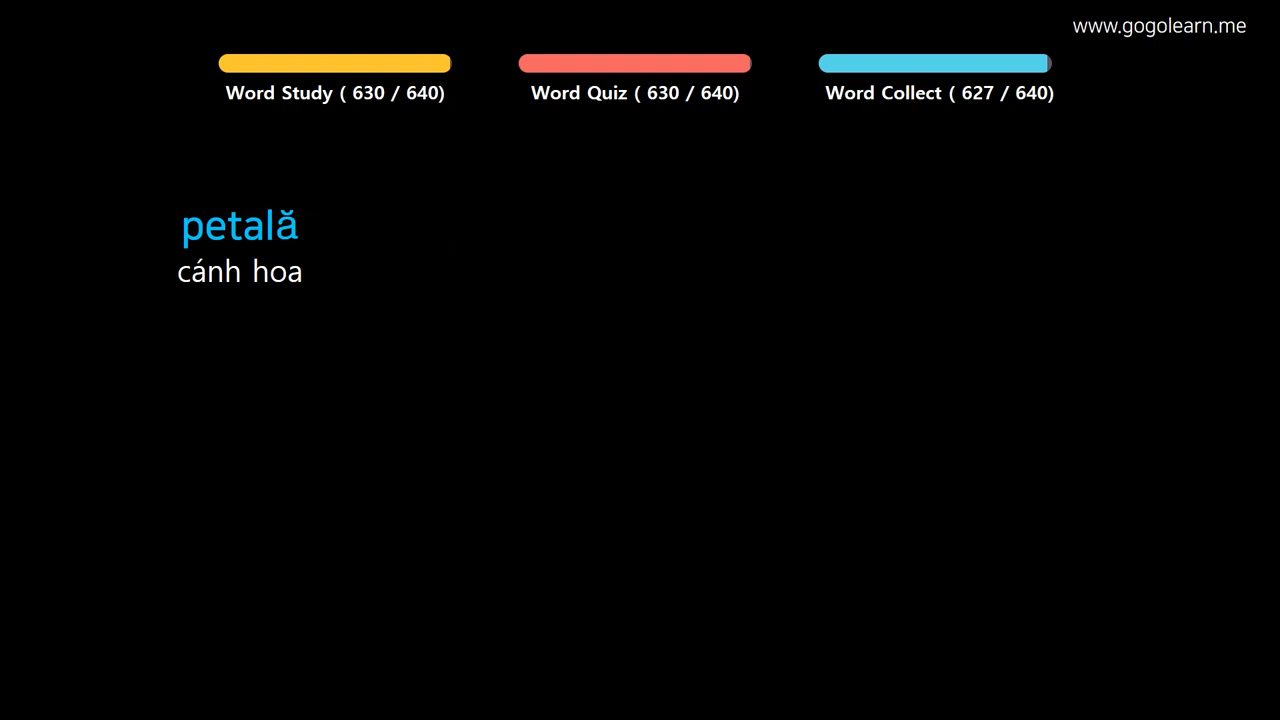 www.gogolearn.me
Word Study ( 630 / 640)
Word Quiz ( 630 / 640)
Word Collect ( 627 / 640)
petală
cánh hoa